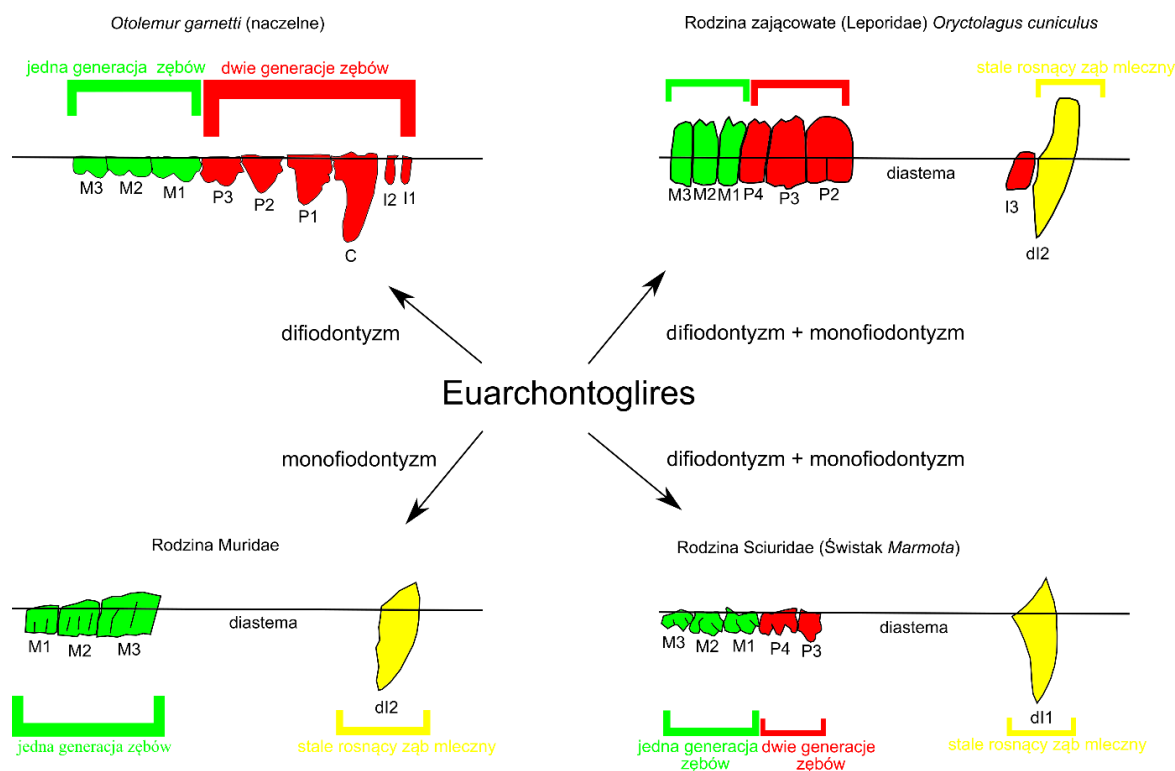 Otolemur garnetti (naczelne)
jedna generacja zębów
dwie generacje zębów
M3 M2 M1 P3 P2 P1 C I2 I1
Rodzina zającowate (Leporidae) Oryctolagus cuniculus
stale rosnący ząb mleczny
M3 M2 M1 P4 P3 P2
diastema
I3
dI2
difiodontyzm
difiodontyzm + monofiodontyzm
Euarchontoglires
monofiodontyzm
difiodontyzm + monofiodontyzm
Rodzina Muridae
M1 M2 M3
diastema
dI2
jedna generacja zębów
stale rosnący ząb mleczny
Rodzina Sciuridae (Świstak Marmota)
M3 M2 M1 P4 P3
diastema
dI1
jedna generacja
zębów
dwie generacje
zębów
stale rosnący ząb mleczny